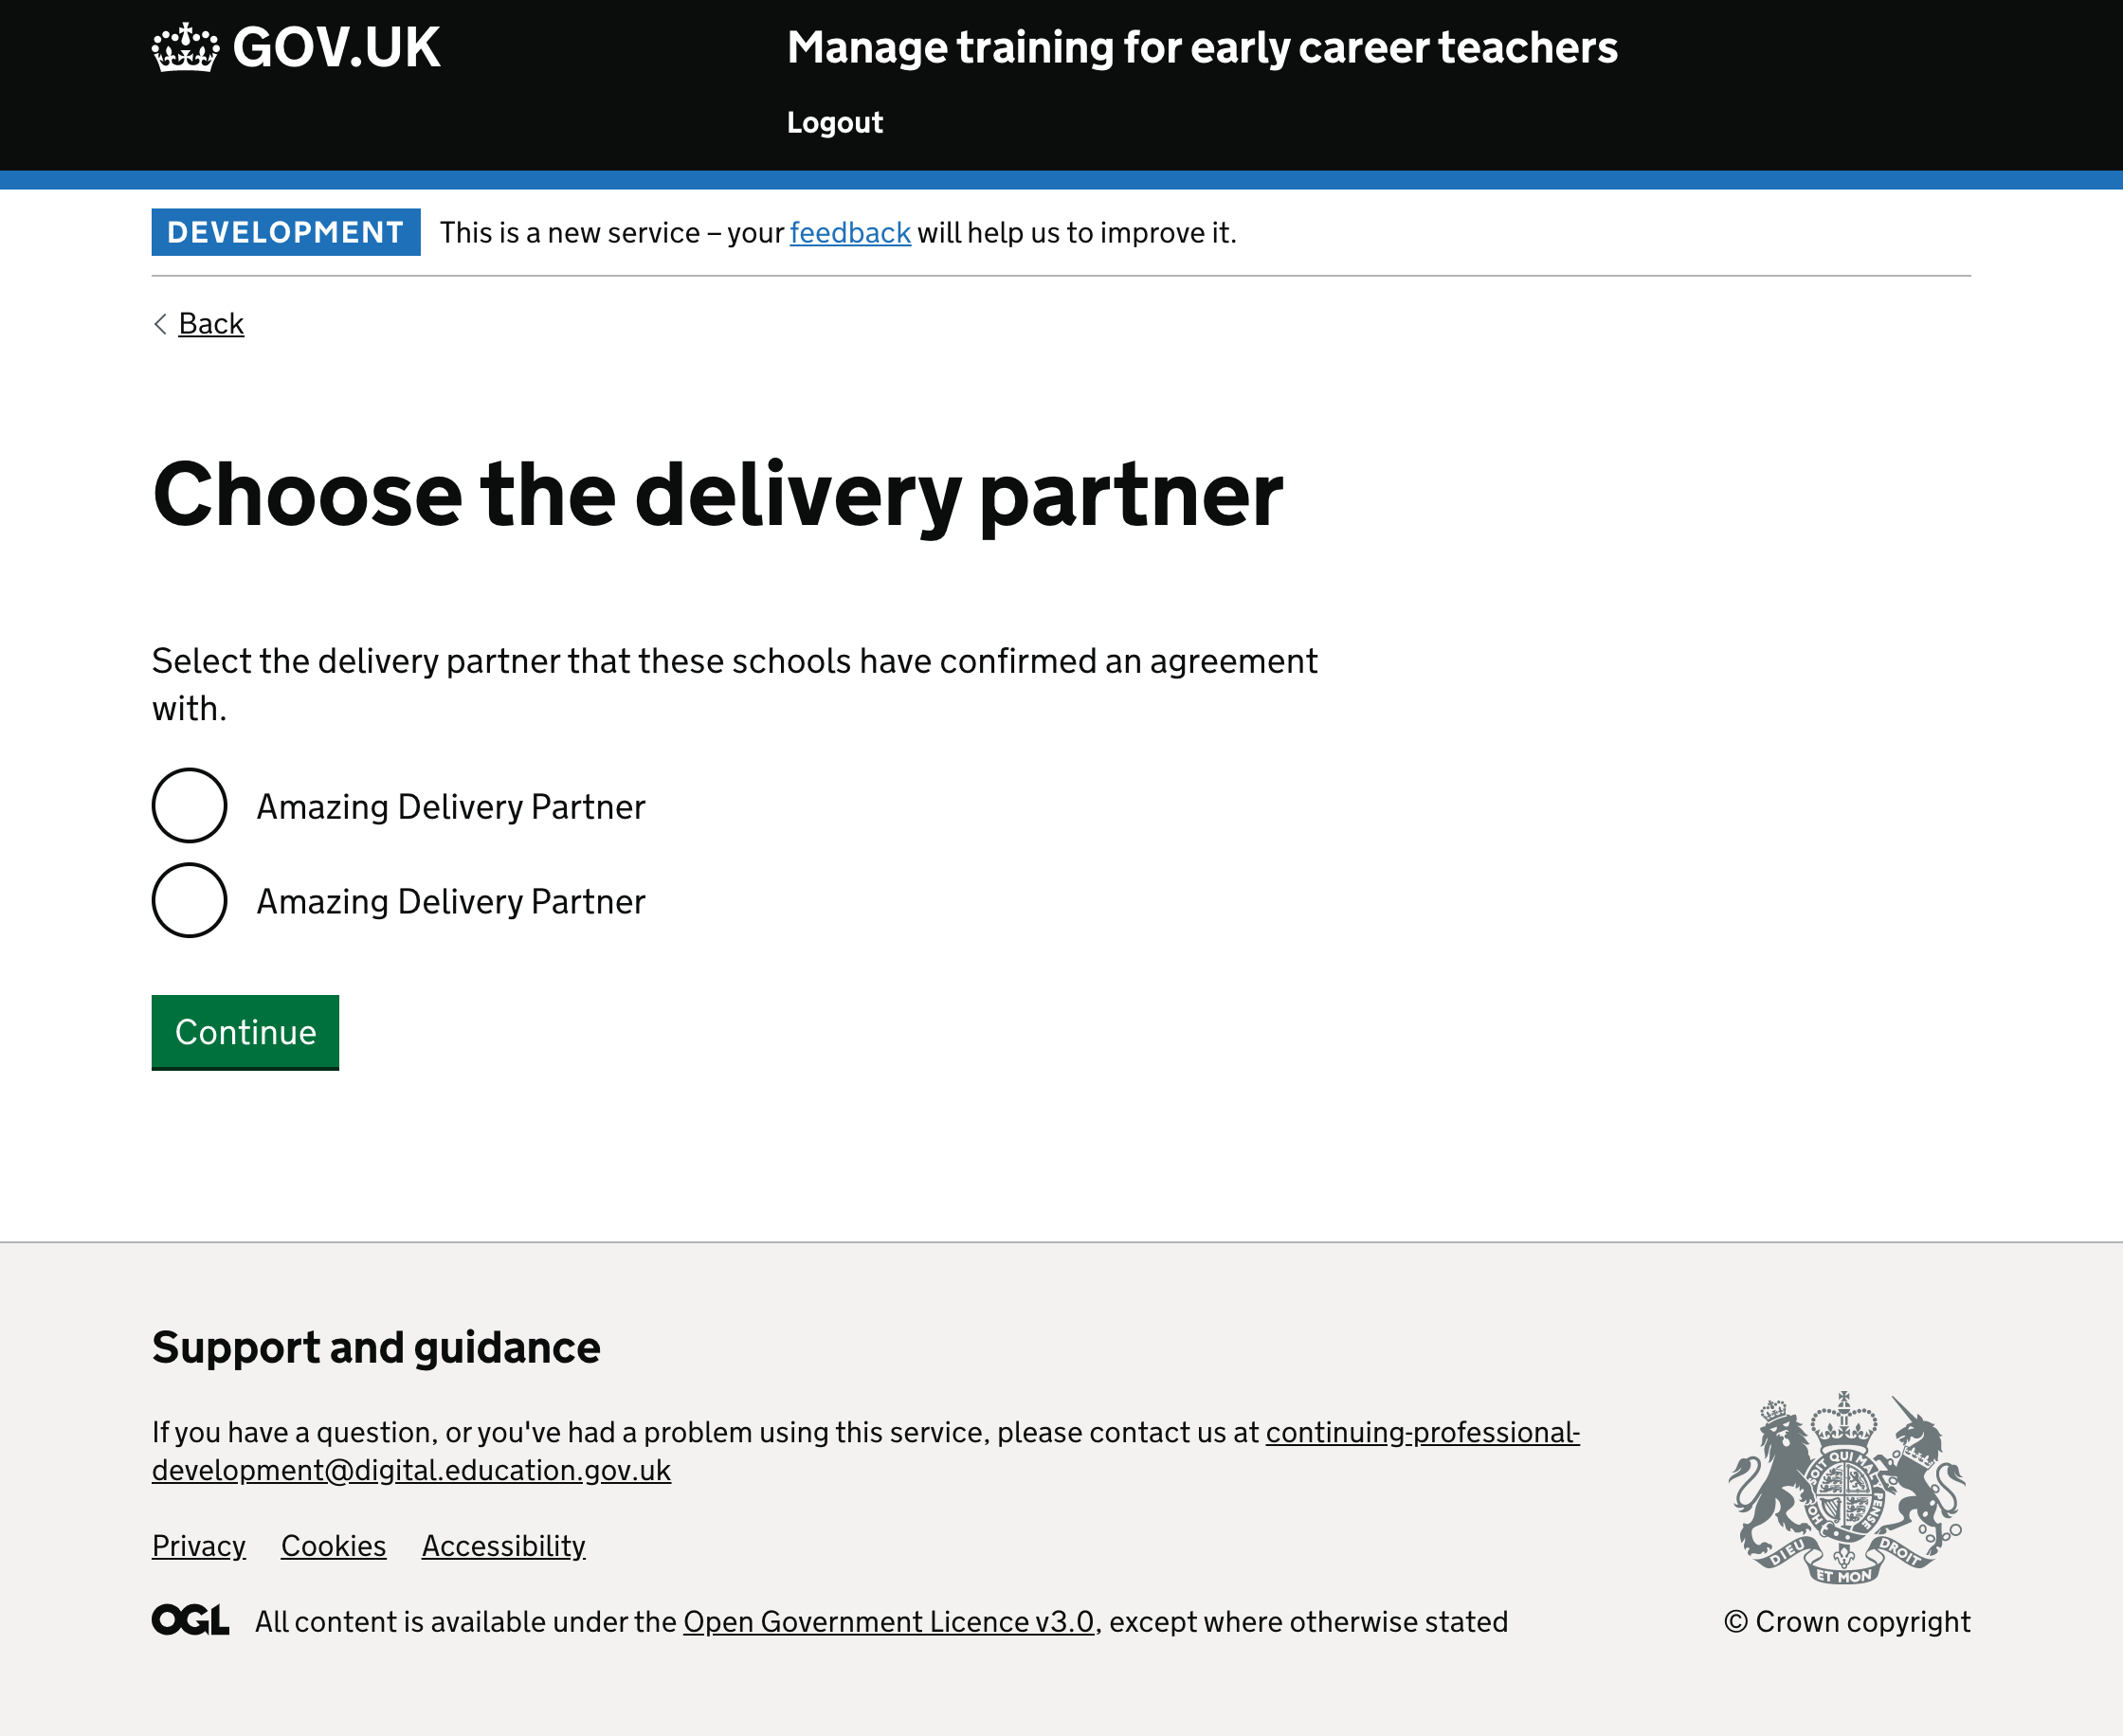 GOV.UK
Manage training for early career teachers
Logout
DEVELOPMENT This is a new service – your feedback will help us to improve it.
Back
Choose the delivery partner
Select the delivery partner that these schools have confirmed an agreement
with.
Amazing Delivery Partner
Amazing Delivery Partner
Continue
Support and guidance
If you have a question, or you've had a problem using this service, please contact us at continuing-professional-
development@digital.education.gov.uk
Privacy Cookies Accessibility
OGL All content is available under the Open Government Licence v3.0, except where otherwise stated
SOIT QUI MAL
PENSE
DIEU ET MON DROIT
© Crown copyright